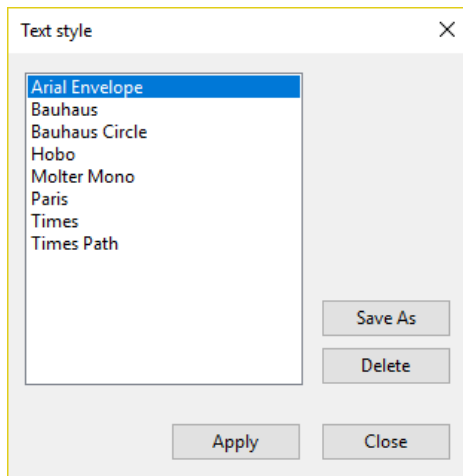 Text style
Arial Envelope
Bauhaus
Bauhaus Circle
Hobo
Molter Mono
Paris
Times
Times Path
Save As
Delete
Apply
Close